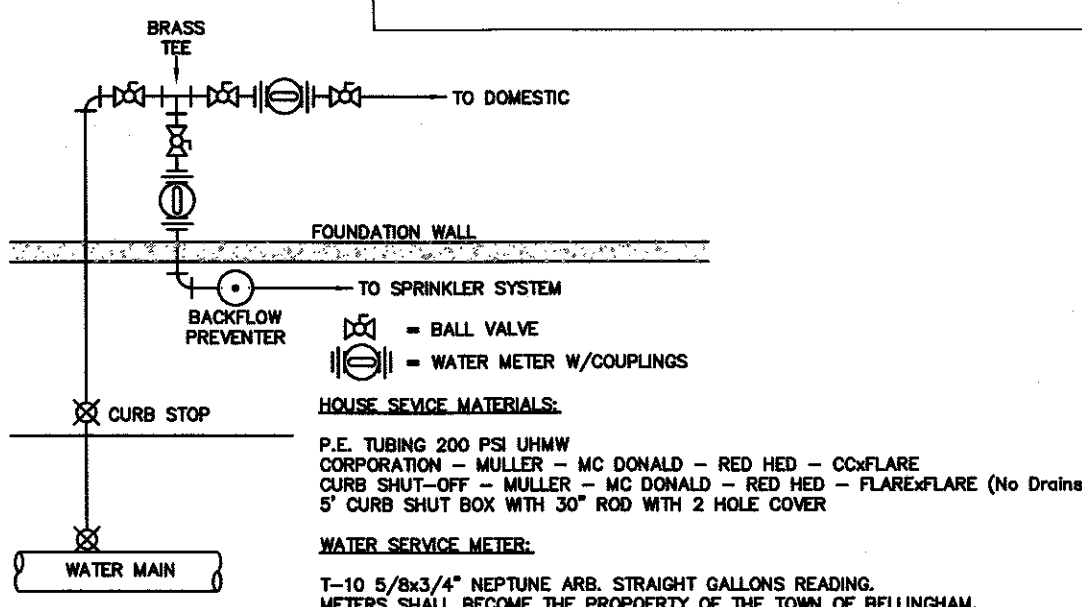 BRASS
TEE
TO DOMESTIC
FOUNDATION WALL
TO SPRINKLER SYSTEM
BACKFLOW
PREVENTER
= BALL VALVE
= WATER METER W/COUPLINGS
CURB STOP
HOUSE SEVICE MATERIALS:
P.E. TUBING 200 PSI UHMW
CORPORATION – MULLER – MC DONALD – RED HED – CCxFLARE
CURB SHUT–OFF – MULLER – MC DONALD – RED HED – FLARExFLARE (No Drains
5' CURB SHUT BOX WITH 30" ROD WITH 2 HOLE COVER
WATER MAIN
WATER SERVICE METER:
T–10 5/8x3/4" NEPTUNE ARB. STRAIGHT GALLONS READING.
METERS SHALL BECOME THE PROPOERTY OF THE TOWN OF BELLINGHAM.